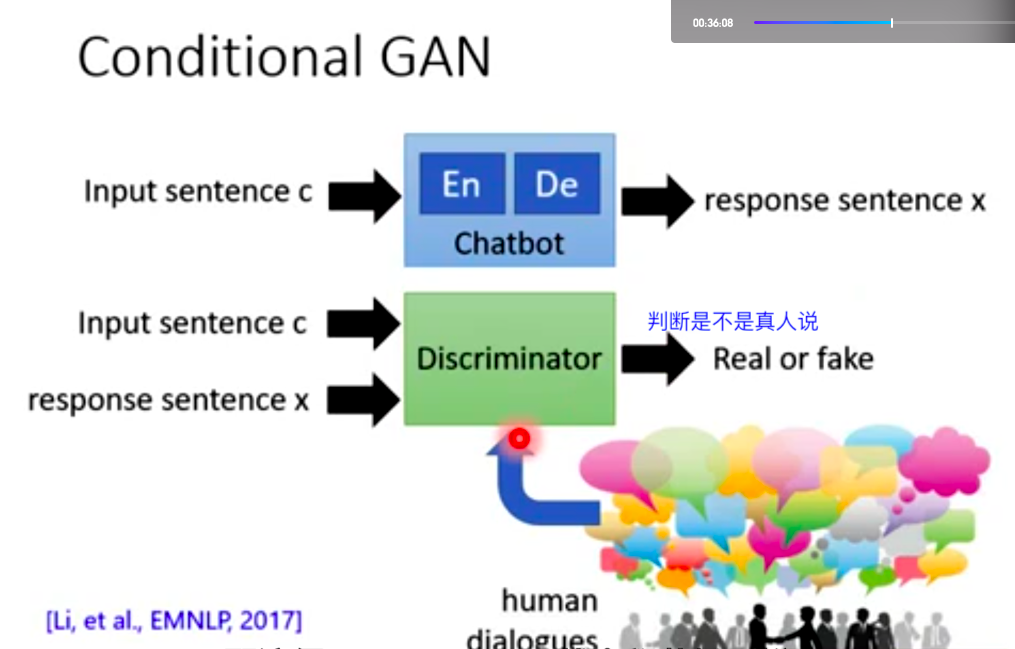 00:36:08
Conditional GAN
Input sentence c
En De
Chatbot
response sentence x
Input sentence c
response sentence x
Discriminator
判断是不是真人说
Real or fake
human
dialogues
[Li, et al., EMNLP, 2017]